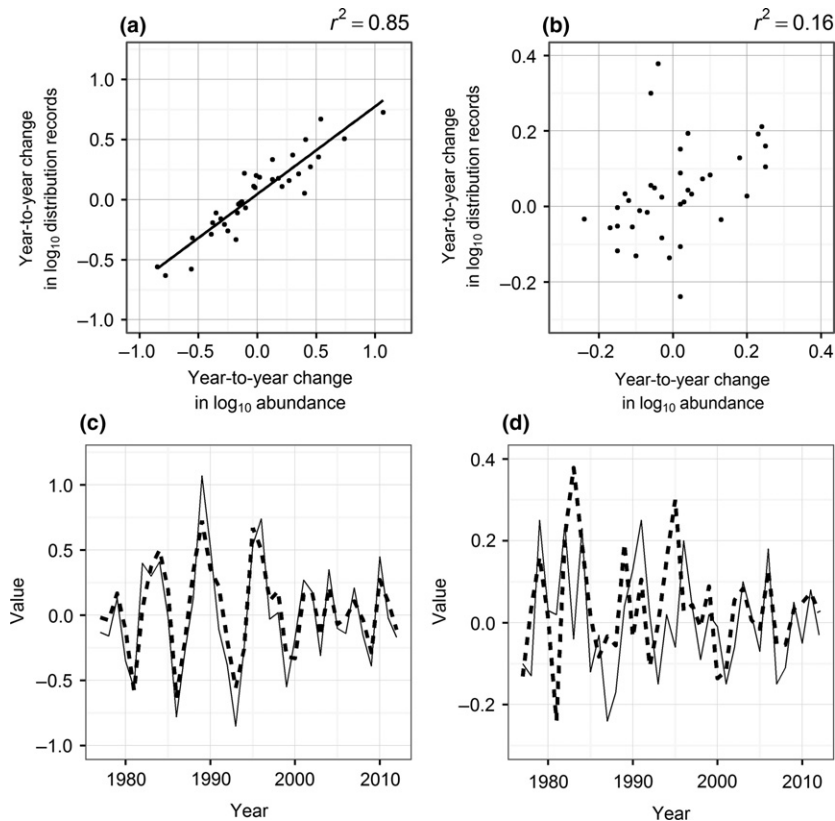 (a)
r² = 0.85
Year-to-year change
in log₁₀ distribution records
1.0
0.5
0.0
−0.5
−1.0
−1.0 −0.5 0.0 0.5 1.0
Year-to-year change
in log₁₀ abundance
(b)
r² = 0.16
Year-to-year change
in log₁₀ distribution records
0.4
0.2
0.0
−0.2
−0.2 0.0 0.2 0.4
Year-to-year change
in log₁₀ abundance
(c)
Value
1.0
0.5
0.0
−0.5
−1.0
1980 1990 2000 2010
Year
(d)
Value
0.4
0.2
0.0
−0.2
1980 1990 2000 2010
Year